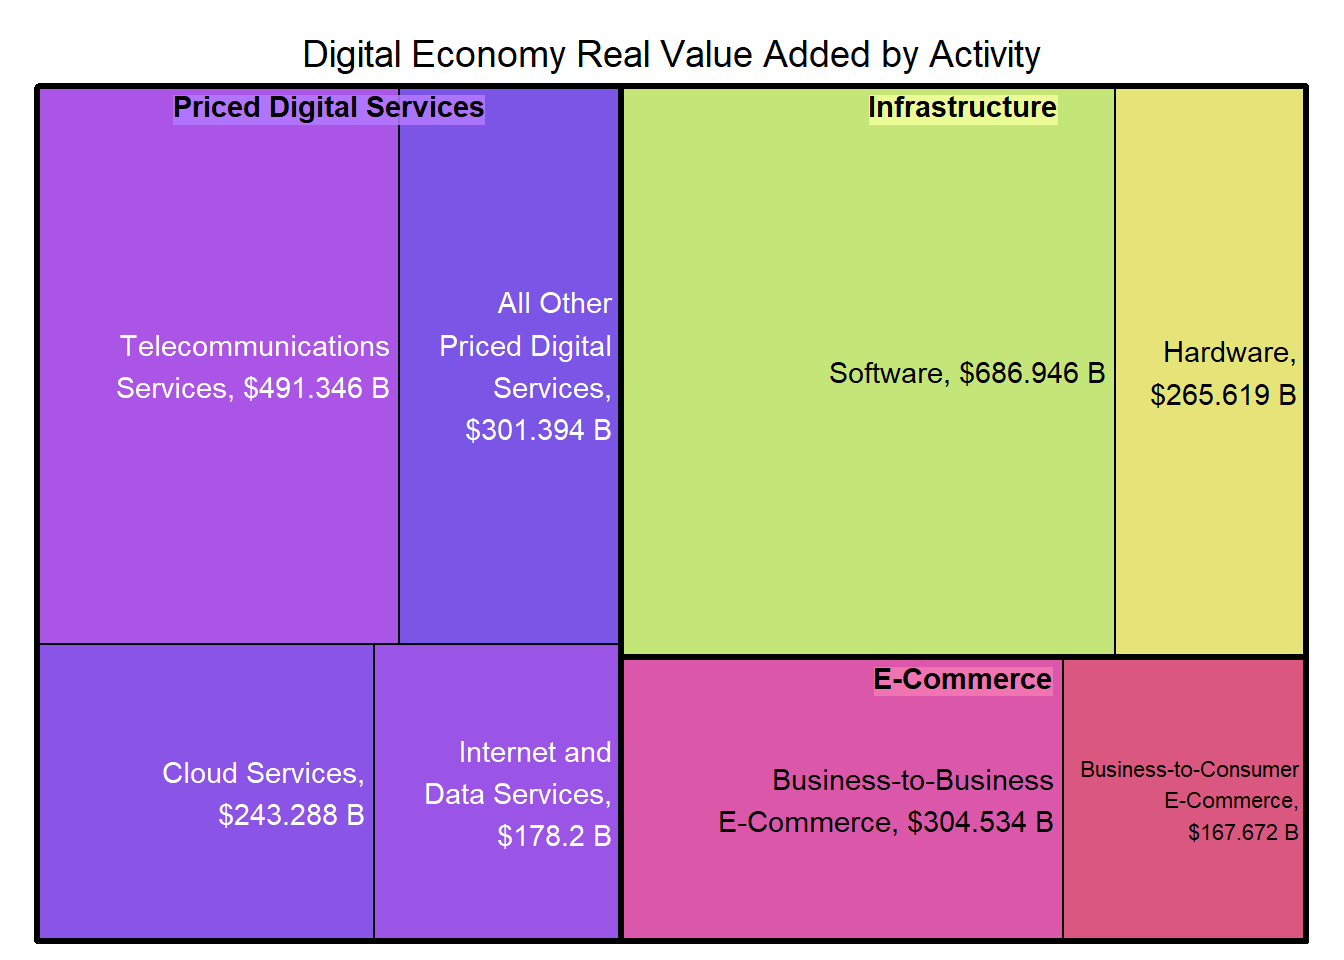 Digital Economy Real Value Added by Activity
Priced Digital Services
Telecommunications
Services, $491.346 B
All Other
Priced Digital
Services,
$301.394 B
Cloud Services,
$243.288 B
Internet and
Data Services,
$178.2 B
Infrastructure
Software, $686.946 B
Hardware,
$265.619 B
E-Commerce
Business-to-Business
E-Commerce, $304.534 B
Business-to-Consumer
E-Commerce,
$167.672 B